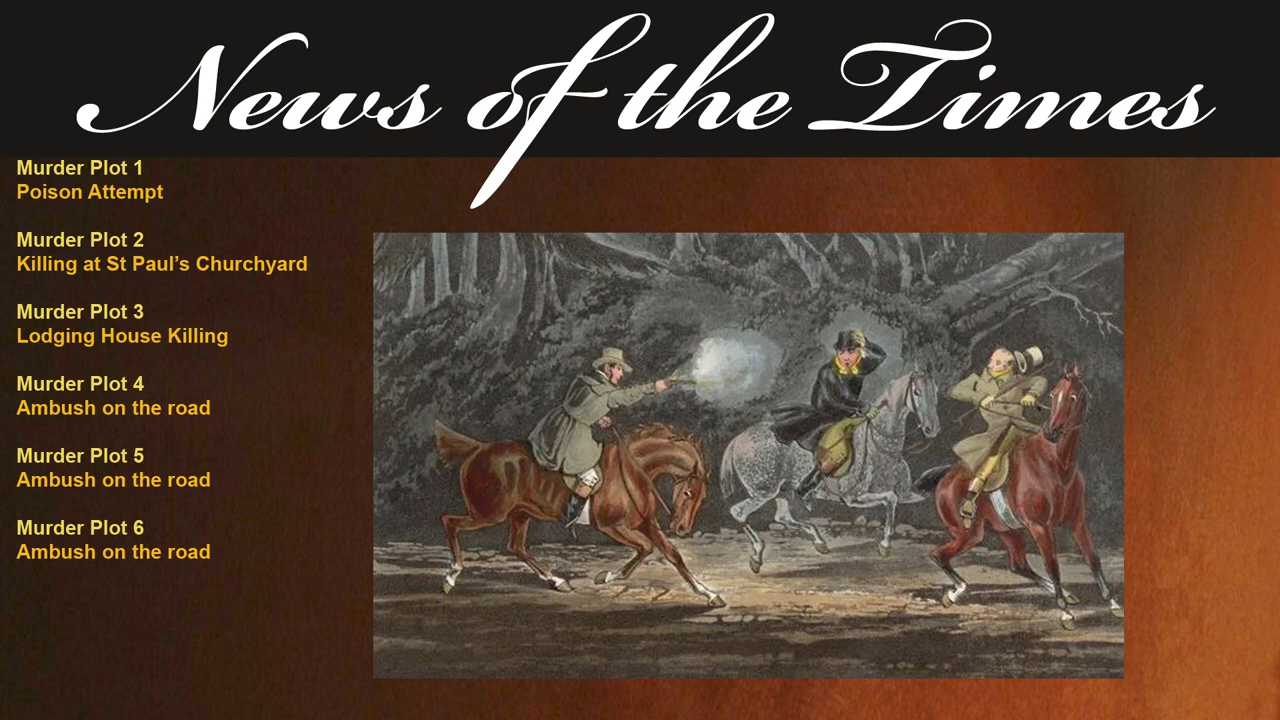 News of the Times
Murder Plot 1
Poison Attempt
Murder Plot 2
Killing at St Paul’s Churchyard
Murder Plot 3
Lodging House Killing
Murder Plot 4
Ambush on the road
Murder Plot 5
Ambush on the road
Murder Plot 6
Ambush on the road